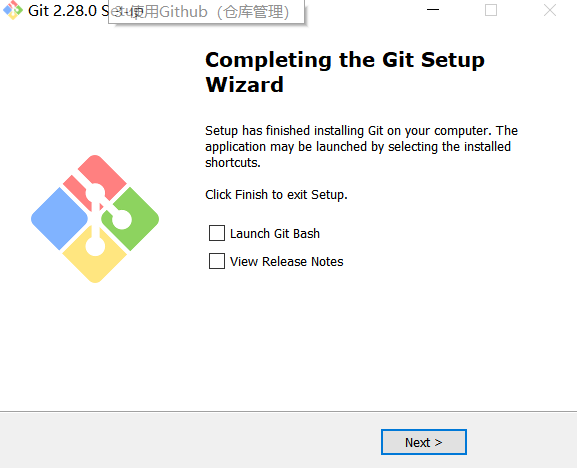 Git 2.28.0 Setup
3-使用Github（仓库管理）
Completing the Git Setup
Wizard
Setup has finished installing Git on your computer. The
application may be launched by selecting the installed
shortcuts.
Click Finish to exit Setup.
Launch Git Bash
View Release Notes
Next >